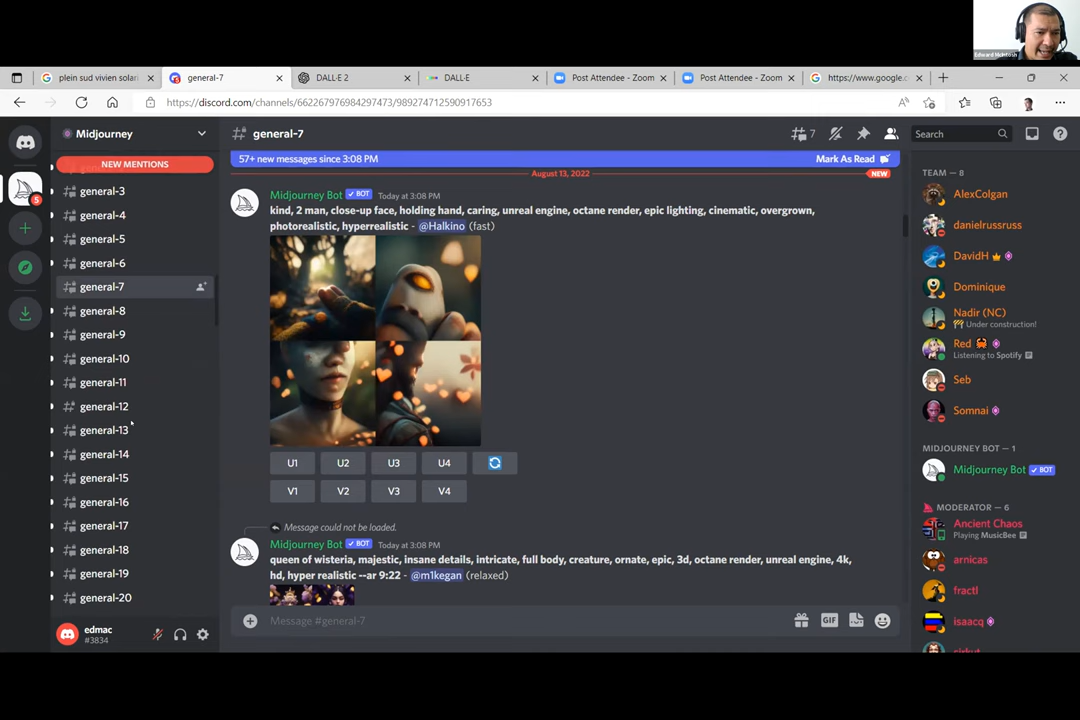 Edward McIntosh
plein sud vivien solari
general-7
DALL·E 2
DALL·E
Post Attendee - Zoom
Post Attendee - Zoom
https://www.google.c
https://discord.com/channels/662267976984297473/989274712590917653
Midjourney
general-7
7
Search
NEW MENTIONS
general-3
general-4
general-5
general-6
general-7
general-8
general-9
general-10
general-11
general-12
general-13
general-14
general-15
general-16
general-17
general-18
general-19
general-20
edmac
#3834
5
57+ new messages since 3:08 PM
Mark As Read
August 13, 2022
NEW
Midjourney Bot ✓ BOT Today at 3:08 PM
kind, 2 man, close-up face, holding hand, caring, unreal engine, octane render, epic lighting, cinematic, overgrown,
photorealistic, hyperrealistic - @Halkino (fast)
U1 U2 U3 U4
V1 V2 V3 V4
Message could not be loaded.
Midjourney Bot ✓ BOT Today at 3:08 PM
queen of wisteria, majestic, insane details, intricate, full body, creature, ornate, epic, 3d, octane render, unreal engine, 4k,
hd, hyper realistic --ar 9:22 - @m1kegan (relaxed)
Message #general-7
GIF
TEAM — 8
AlexColgan
danielrussruss
DavidH
Dominique
Nadir (NC)
Under construction!
Red
Listening to Spotify
Seb
Somnai
MIDJOURNEY BOT — 1
Midjourney Bot ✓ BOT
MODERATOR — 6
Ancient Chaos
Playing MusicBee
arnicas
fractl
isaacq